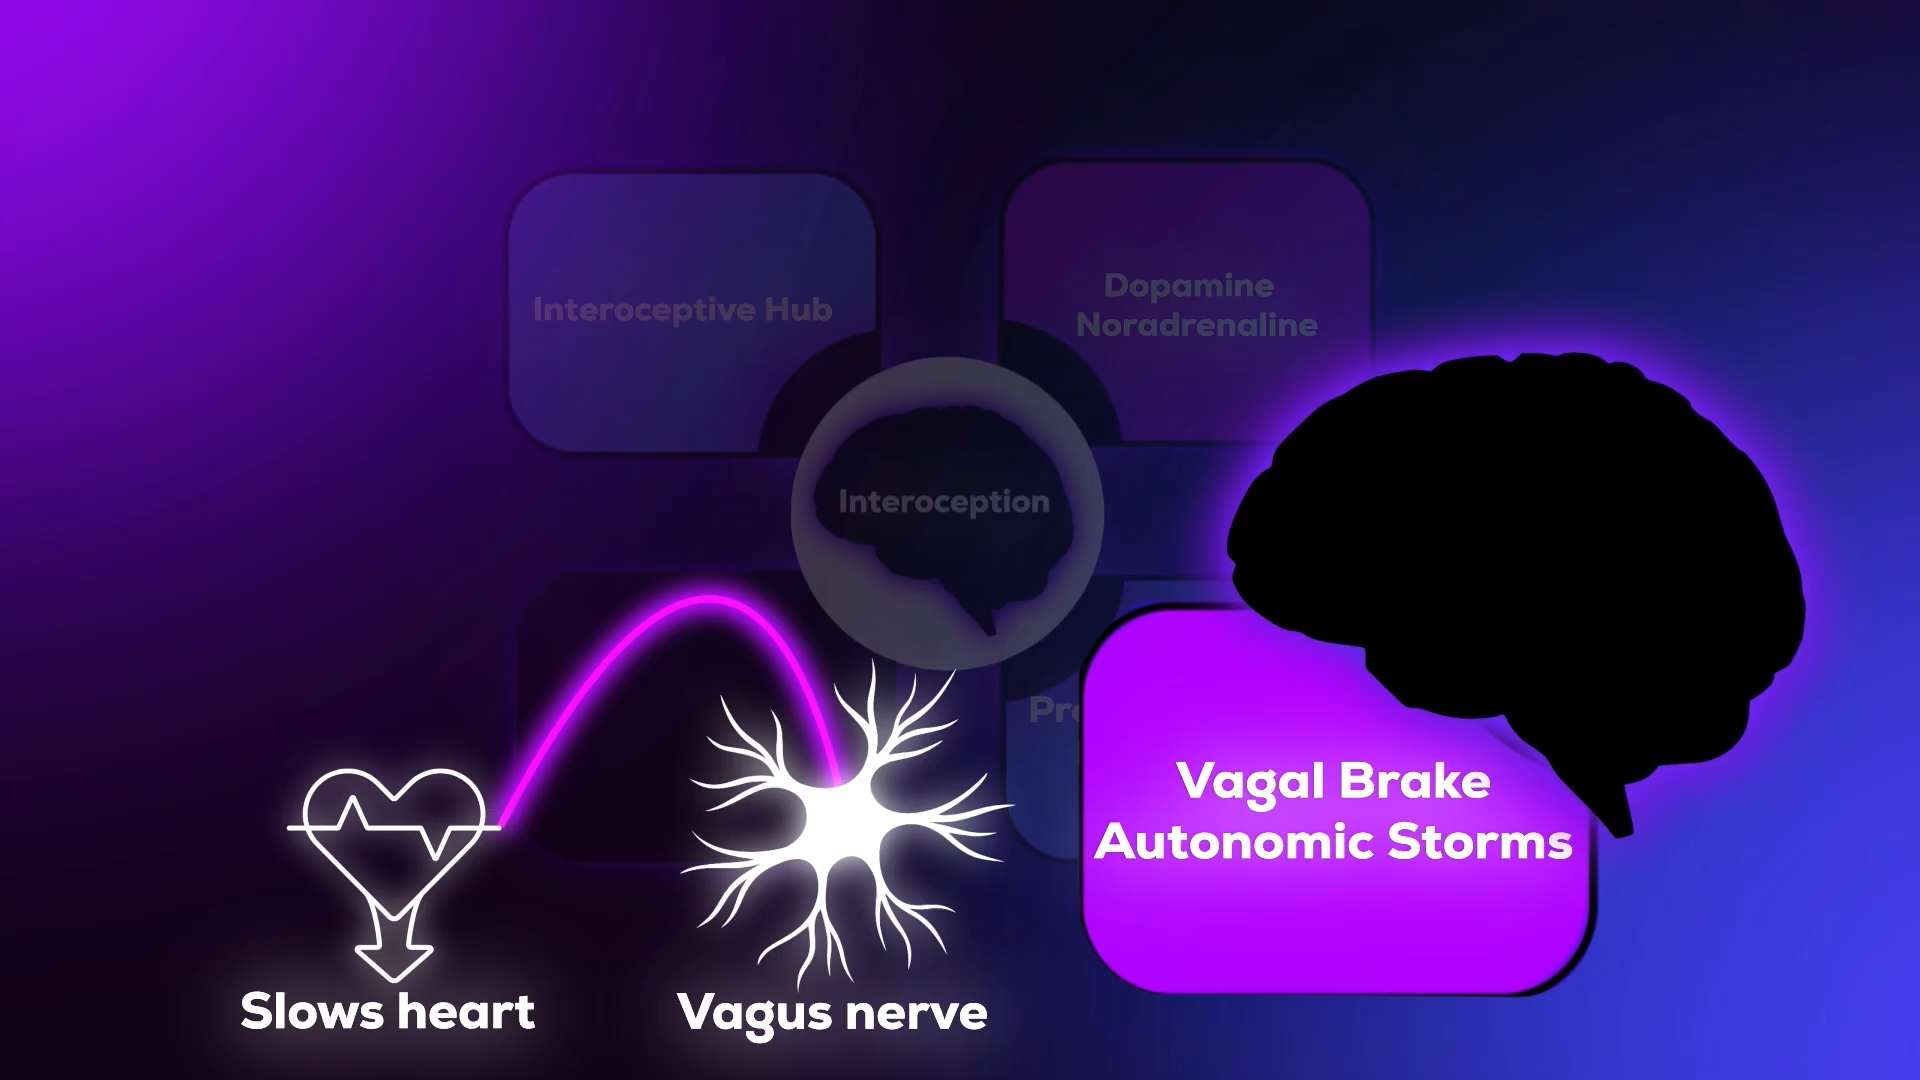 Interoceptive Hub
Dopamine
Noradrenaline
Interoception
Vagal Brake
Autonomic Storms
Slows heart
Vagus nerve